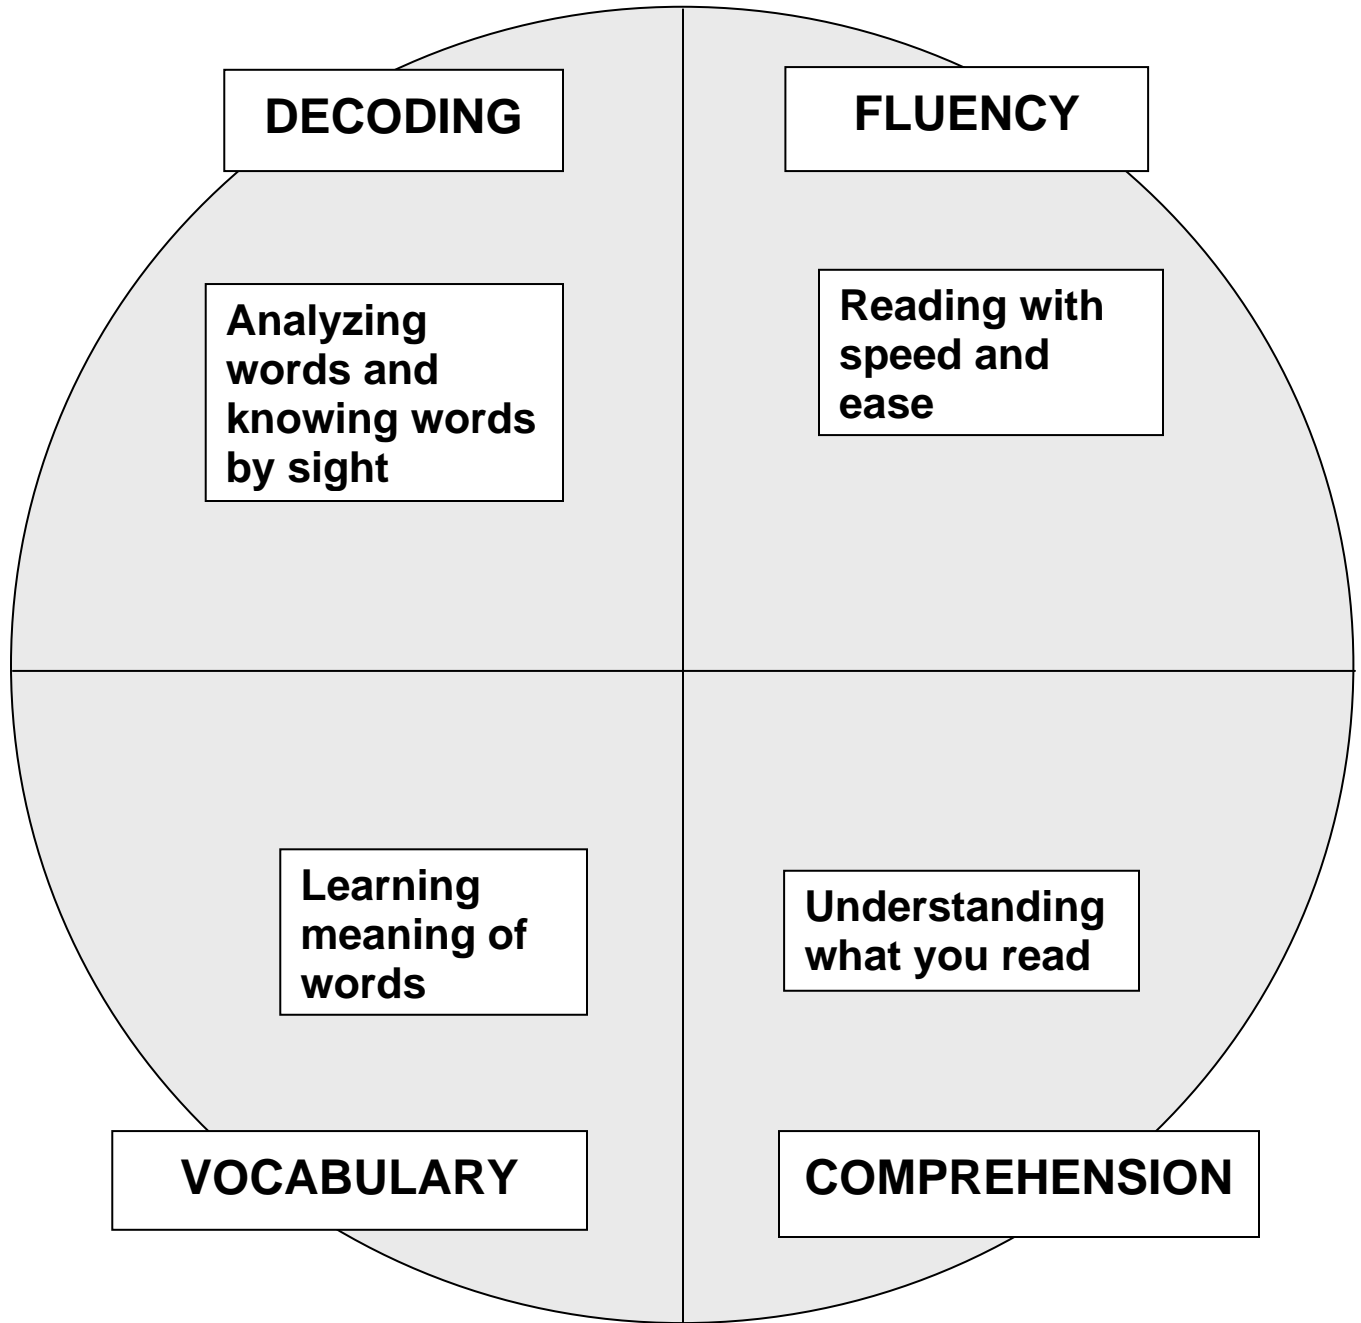 DECODING
Analyzing
words and
knowing words
by sight
FLUENCY
Reading with
speed and
ease
Learning
meaning of
words
VOCABULARY
Understanding
what you read
COMPREHENSION